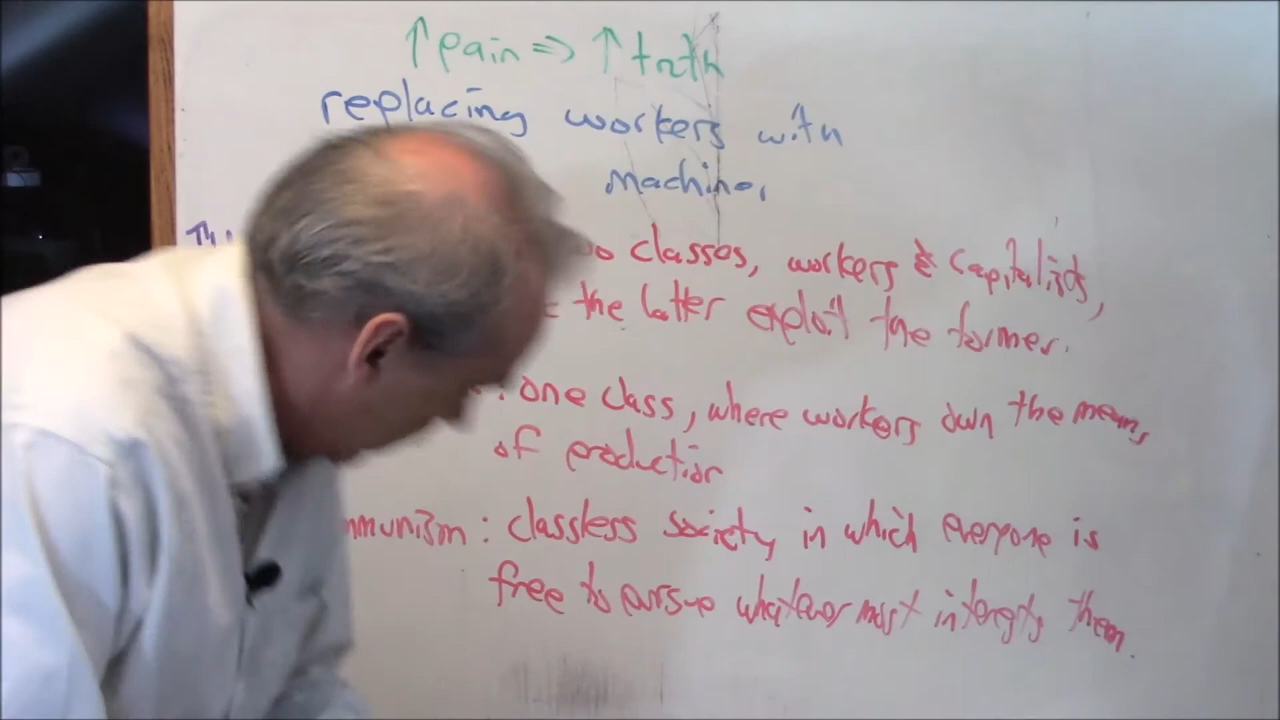 ↑ pain => ↑ truth
replacing workers with
machines
classes, workers & capitalists,
the latter exploit the former.
: one class, where workers own the means
of production
mmunism : classless society, in which everyone is
free to pursue whatever most interests them.